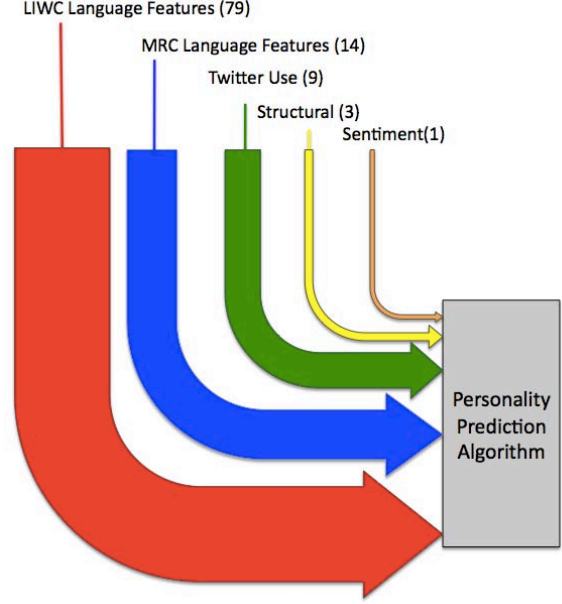 LIWC Language Features (79)
MRC Language Features (14)
Twitter Use (9)
Structural (3)
Sentiment(1)
Personality
Prediction
Algorithm